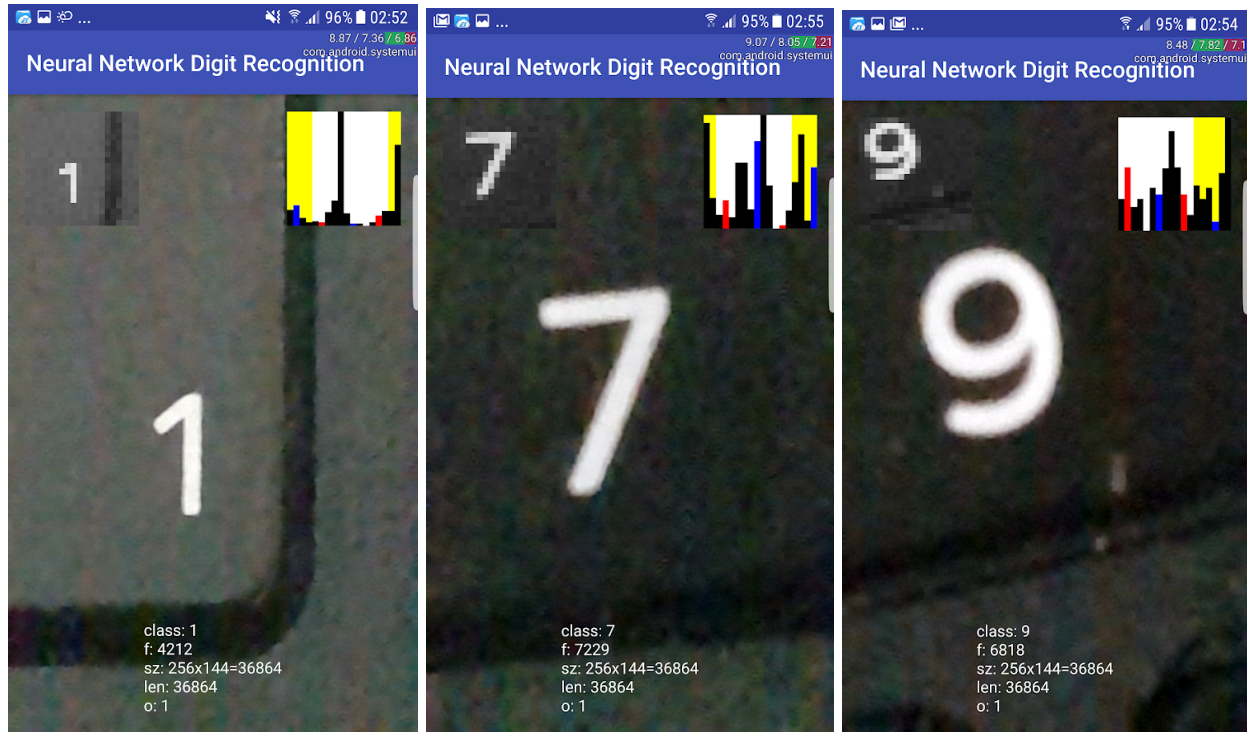 ... 96% 02:52
8.87 / 7.36 / 6.86
com.android.systemui
Neural Network Digit Recognition
1
1
class: 1
f: 4212
sz: 256x144=36864
len: 36864
o: 1
... 95% 02:55
9.07 / 8.05 / 7.21
com.android.systemui
Neural Network Digit Recognition
7
7
class: 7
f: 7229
sz: 256x144=36864
len: 36864
o: 1
... 95% 02:54
8.48 / 7.82 / 7.1
com.android.systemui
Neural Network Digit Recognition
9
9
class: 9
f: 6818
sz: 256x144=36864
len: 36864
o: 1